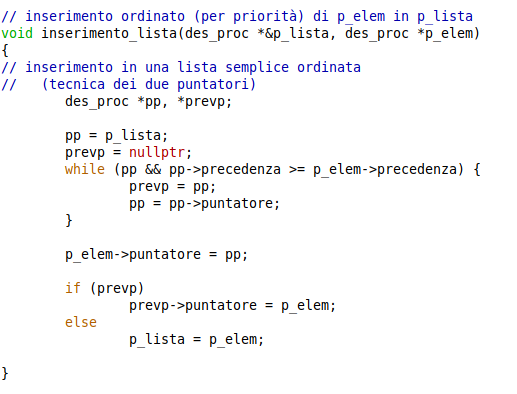 // inserimento ordinato (per priorità) di p_elem in p_lista
void inserimento_lista(des_proc *&p_lista, des_proc *p_elem)
{
// inserimento in una lista semplice ordinata
//   (tecnica dei due puntatori)
        des_proc *pp, *prevp;

        pp = p_lista;
        prevp = nullptr;
        while (pp && pp->precedenza >= p_elem->precedenza) {
                prevp = pp;
                pp = pp->puntatore;
        }

        p_elem->puntatore = pp;

        if (prevp)
                prevp->puntatore = p_elem;
        else
                p_lista = p_elem;

}